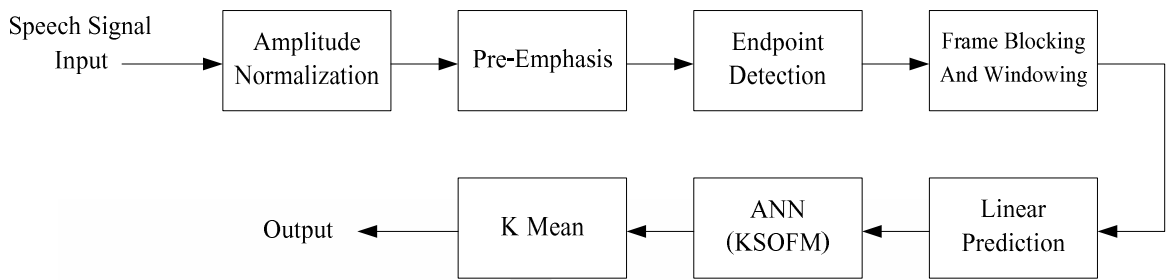 Speech Signal
Input
Amplitude
Normalization
Pre-Emphasis
Endpoint
Detection
Frame Blocking
And Windowing
Linear
Prediction
ANN
(KSOFM)
K Mean
Output